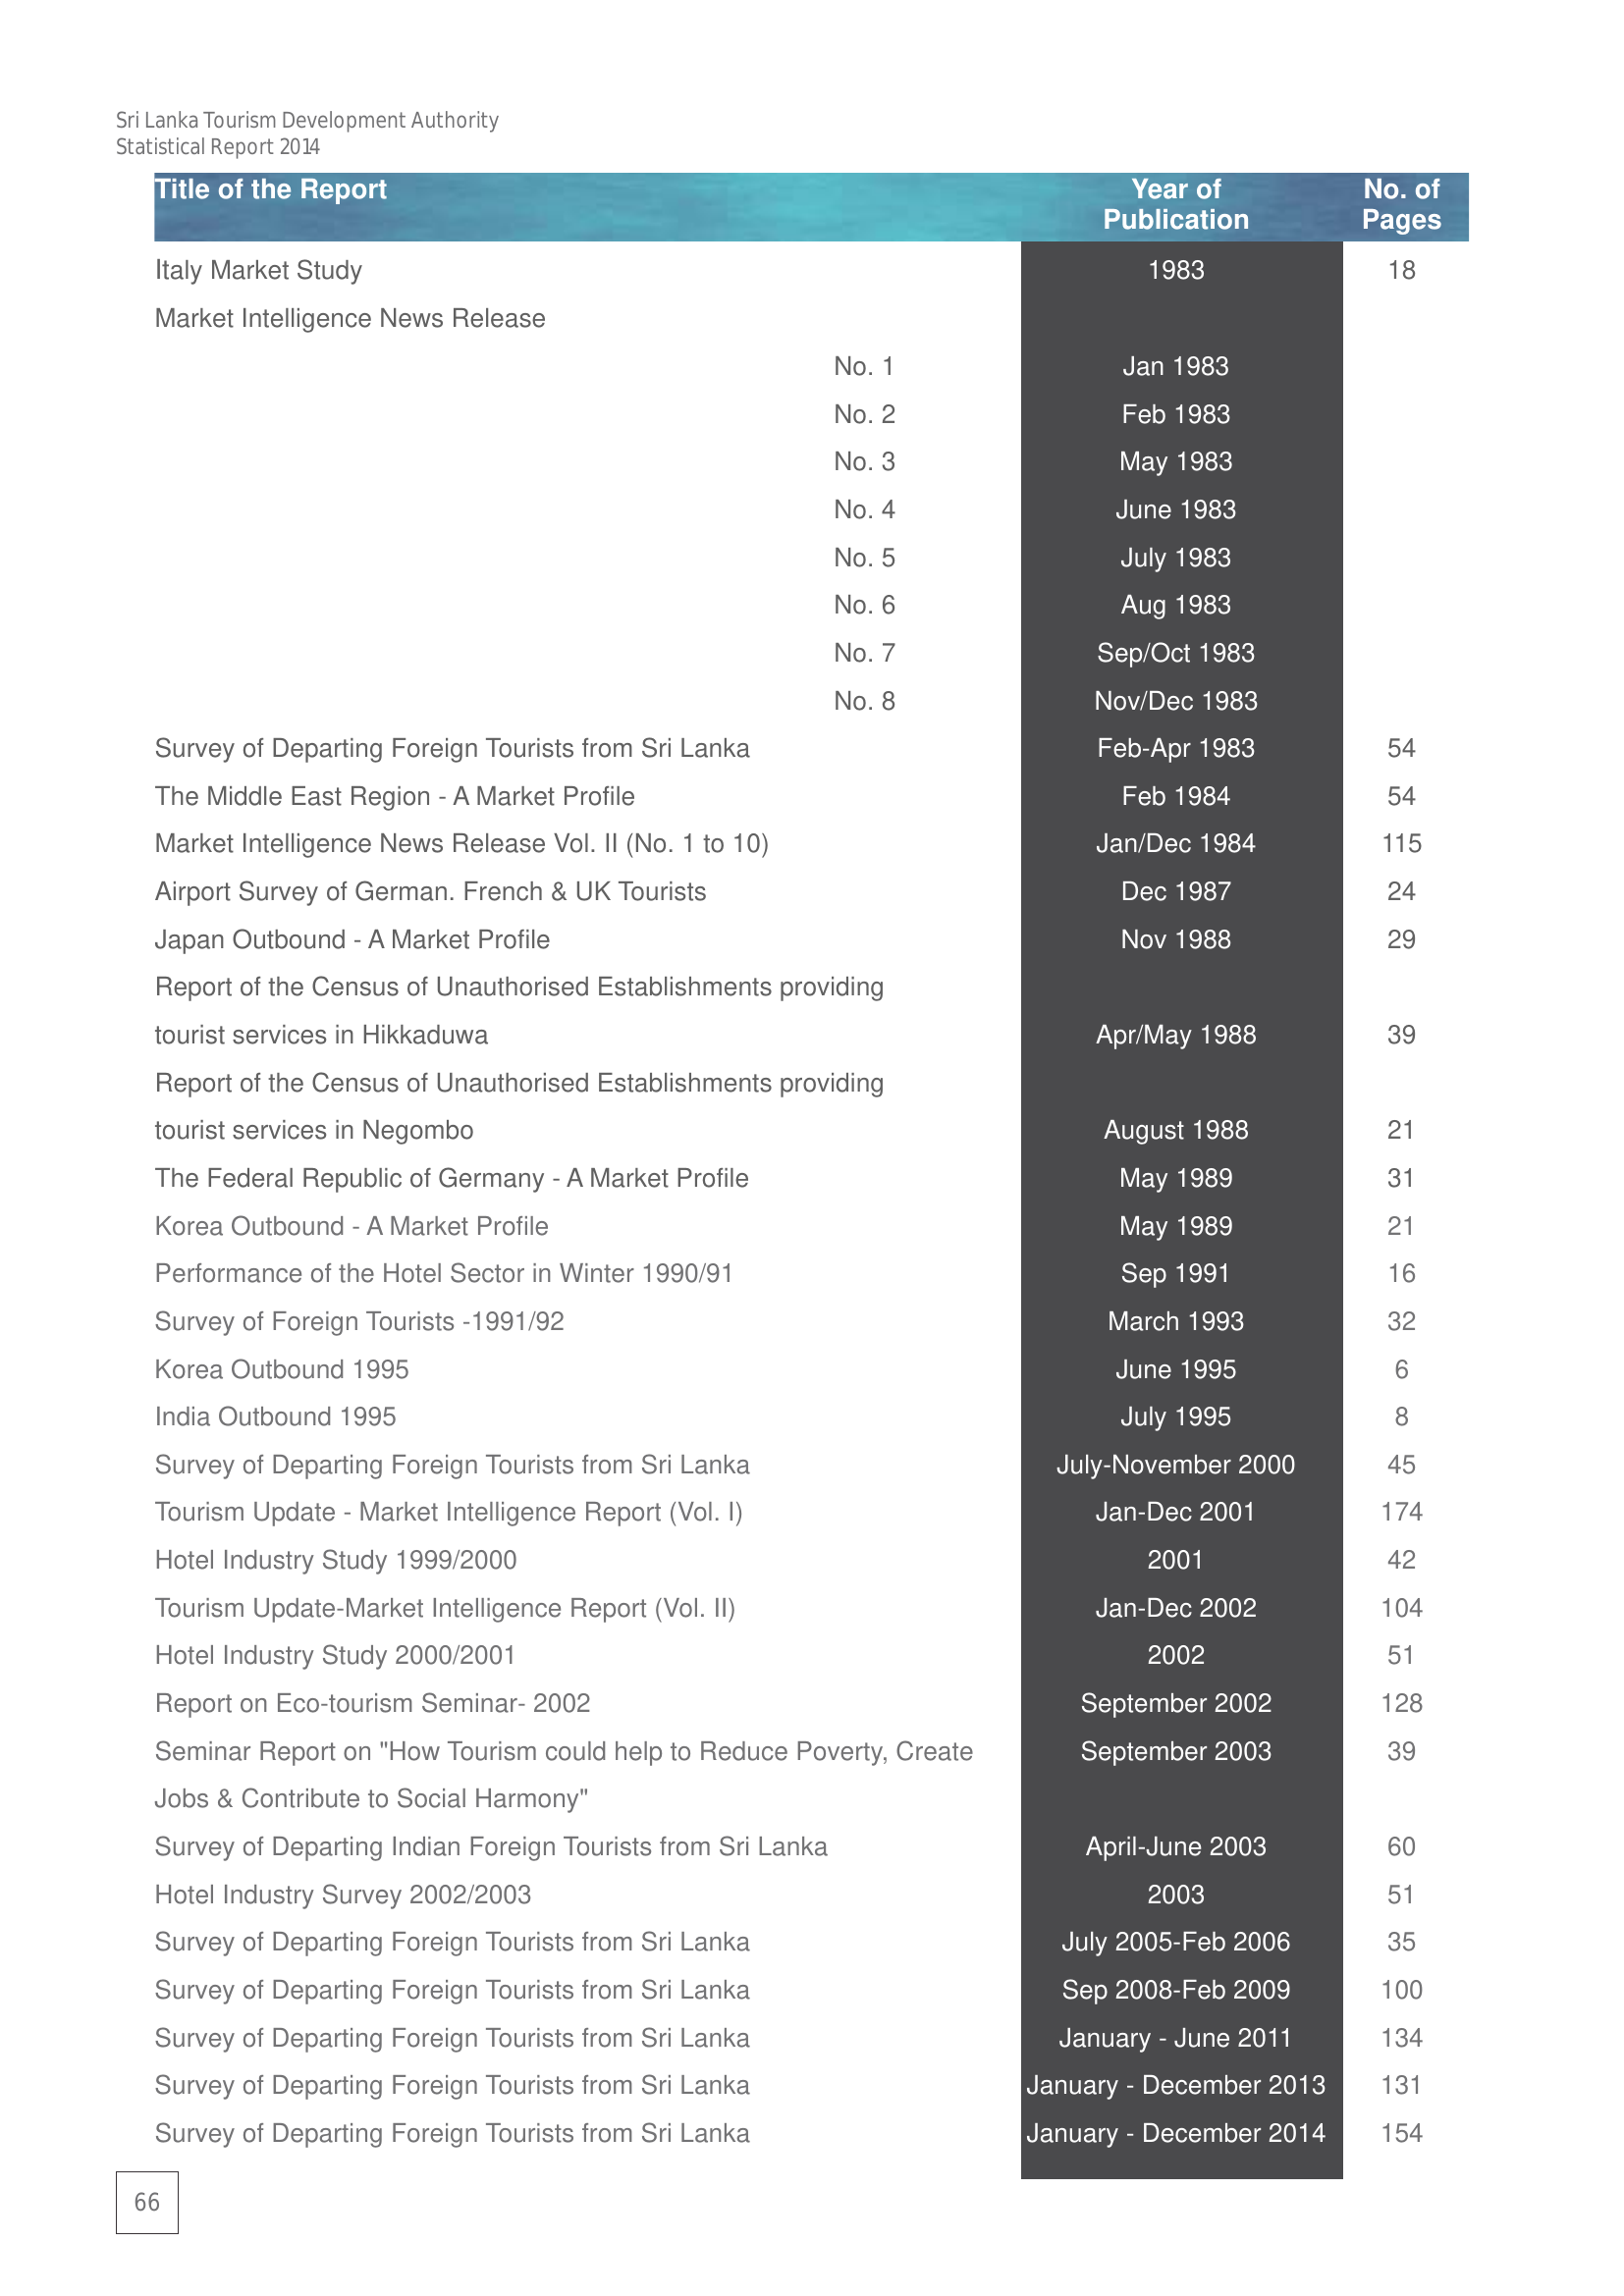 Sri Lanka Tourism Development Authority
Statistical Report 2014
Title of the Report Year of Publication No. of Pages
Italy Market Study 1983 18
Market Intelligence News Release
No. 1 Jan 1983
No. 2 Feb 1983
No. 3 May 1983
No. 4 June 1983
No. 5 July 1983
No. 6 Aug 1983
No. 7 Sep/Oct 1983
No. 8 Nov/Dec 1983
Survey of Departing Foreign Tourists from Sri Lanka Feb-Apr 1983 54
The Middle East Region - A Market Profile Feb 1984 54
Market Intelligence News Release Vol. II (No. 1 to 10) Jan/Dec 1984 115
Airport Survey of German. French & UK Tourists Dec 1987 24
Japan Outbound - A Market Profile Nov 1988 29
Report of the Census of Unauthorised Establishments providing
tourist services in Hikkaduwa Apr/May 1988 39
Report of the Census of Unauthorised Establishments providing
tourist services in Negombo August 1988 21
The Federal Republic of Germany - A Market Profile May 1989 31
Korea Outbound - A Market Profile May 1989 21
Performance of the Hotel Sector in Winter 1990/91 Sep 1991 16
Survey of Foreign Tourists -1991/92 March 1993 32
Korea Outbound 1995 June 1995 6
India Outbound 1995 July 1995 8
Survey of Departing Foreign Tourists from Sri Lanka July-November 2000 45
Tourism Update - Market Intelligence Report (Vol. I) Jan-Dec 2001 174
Hotel Industry Study 1999/2000 2001 42
Tourism Update-Market Intelligence Report (Vol. II) Jan-Dec 2002 104
Hotel Industry Study 2000/2001 2002 51
Report on Eco-tourism Seminar- 2002 September 2002 128
Seminar Report on "How Tourism could help to Reduce Poverty, Create September 2003 39
Jobs & Contribute to Social Harmony"
Survey of Departing Indian Foreign Tourists from Sri Lanka April-June 2003 60
Hotel Industry Survey 2002/2003 2003 51
Survey of Departing Foreign Tourists from Sri Lanka July 2005-Feb 2006 35
Survey of Departing Foreign Tourists from Sri Lanka Sep 2008-Feb 2009 100
Survey of Departing Foreign Tourists from Sri Lanka January - June 2011 134
Survey of Departing Foreign Tourists from Sri Lanka January - December 2013 131
Survey of Departing Foreign Tourists from Sri Lanka January - December 2014 154
66